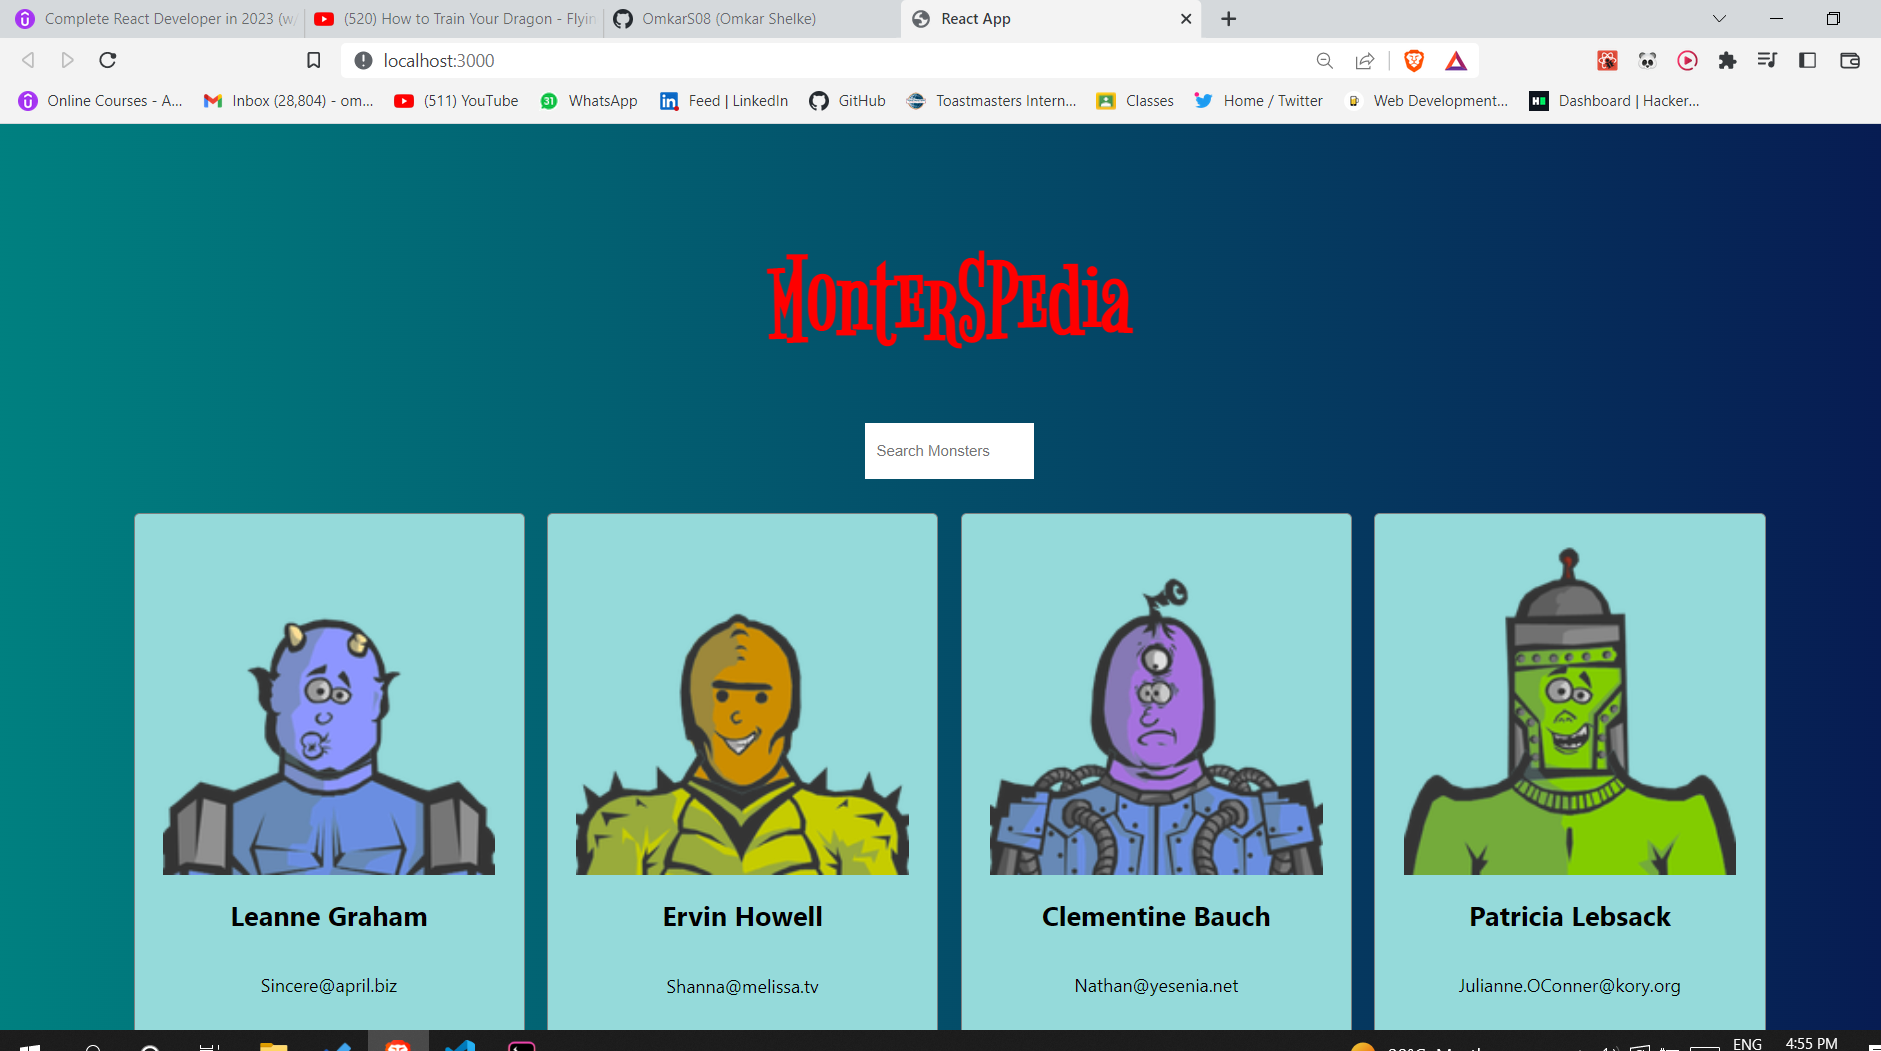 Complete React Developer in 2023 (w/
(520) How to Train Your Dragon - Flyin
OmkarS08 (Omkar Shelke)
React App
localhost:3000
Online Courses - A...
Inbox (28,804) - om...
(511) YouTube
31
WhatsApp
Feed | LinkedIn
GitHub
Toastmasters Intern...
Classes
Home / Twitter
Web Development...
Dashboard | Hacker...
MontERSPEdia
Search Monsters
Leanne Graham
Ervin Howell
Clementine Bauch
Patricia Lebsack
Sincere@april.biz
Shanna@melissa.tv
Nathan@yesenia.net
Julianne.OConner@kory.org
ENG
4:55 PM